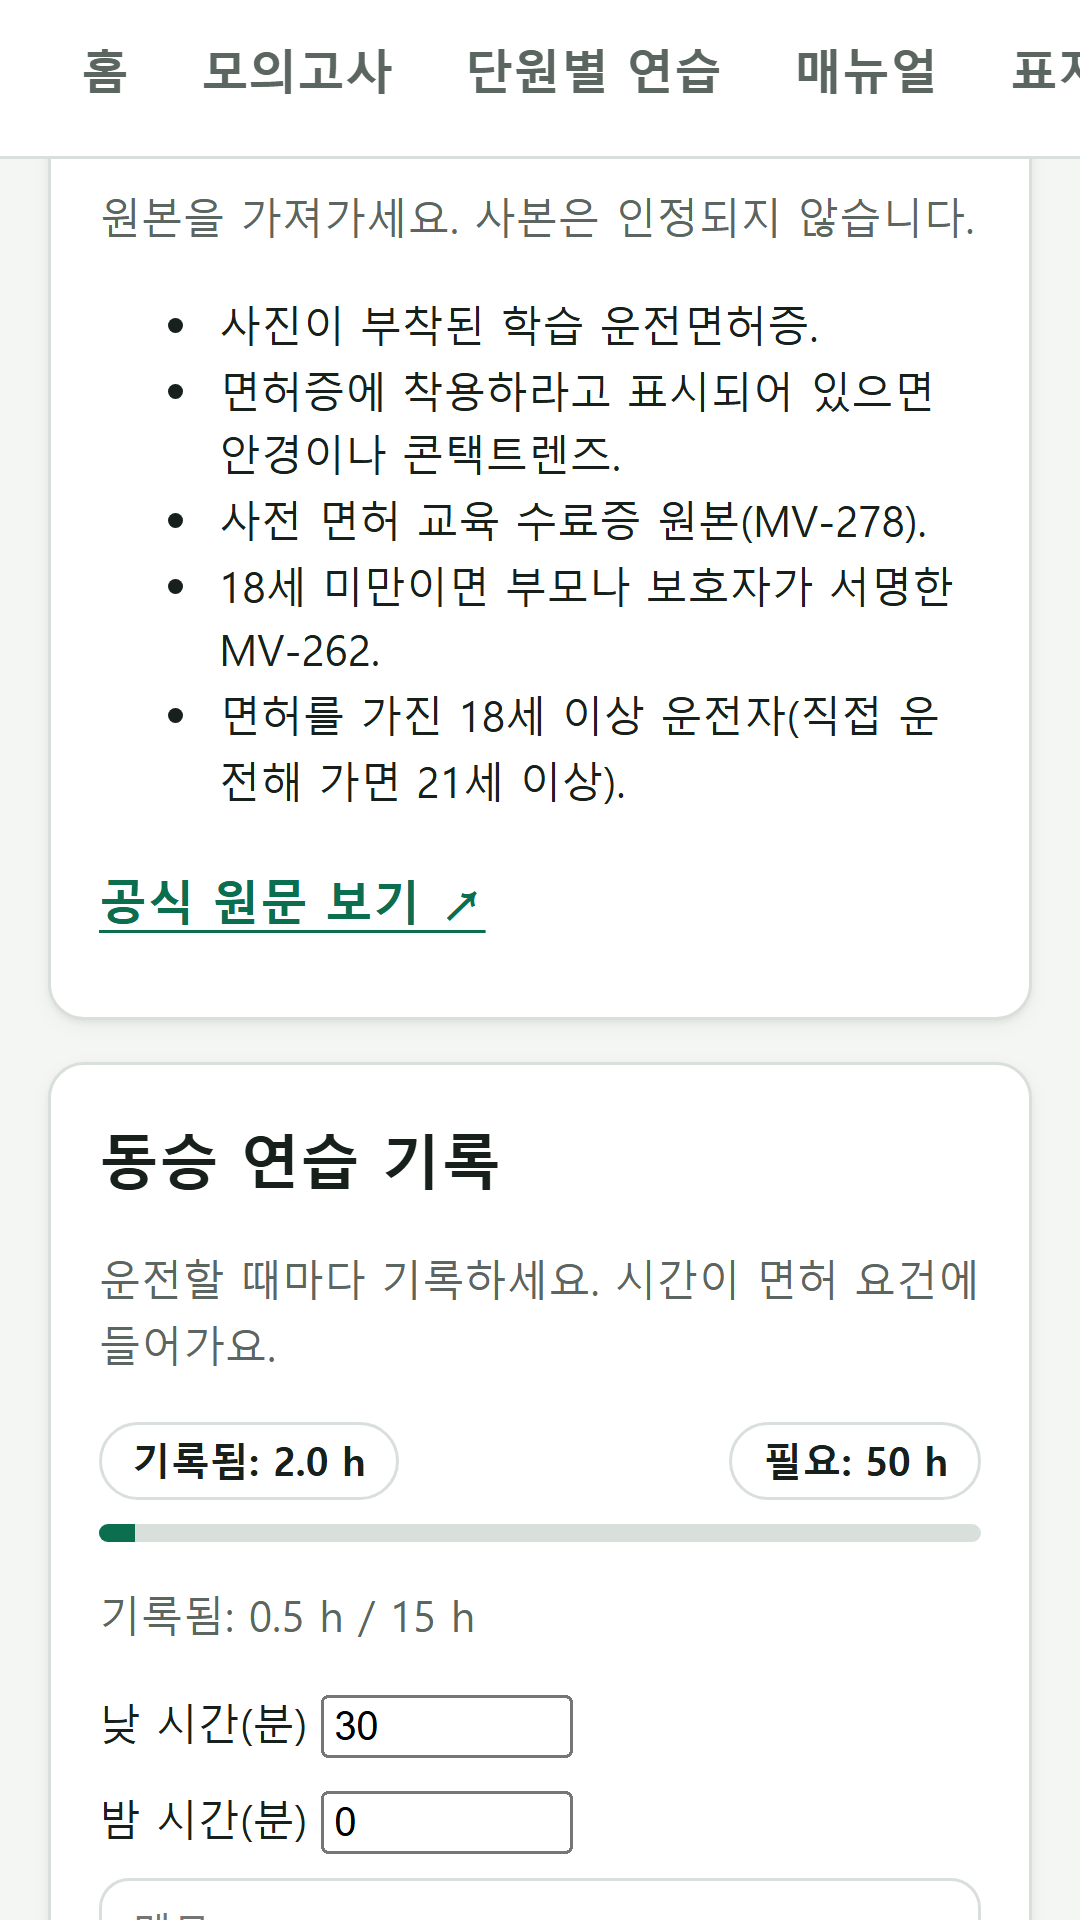 홈 모의고사 단원별 연습 매뉴얼
원본을 가져가세요. 사본은 인정되지 않습니다.
• 사진이 부착된 학습 운전면허증.
• 면허증에 착용하라고 표시되어 있으면
안경이나 콘택트렌즈.
• 사전 면허 교육 수료증 원본(MV-278).
• 18세 미만이면 부모나 보호자가 서명한
MV-262.
• 면허를 가진 18세 이상 운전자(직접 운
전해 가면 21세 이상).
공식 원문 보기 ↗
동승 연습 기록
운전할 때마다 기록하세요. 시간이 면허 요건에
들어가요.
기록됨: 2.0 h 필요: 50 h
기록됨: 0.5 h / 15 h
낮 시간(분) 30
밤 시간(분) 0